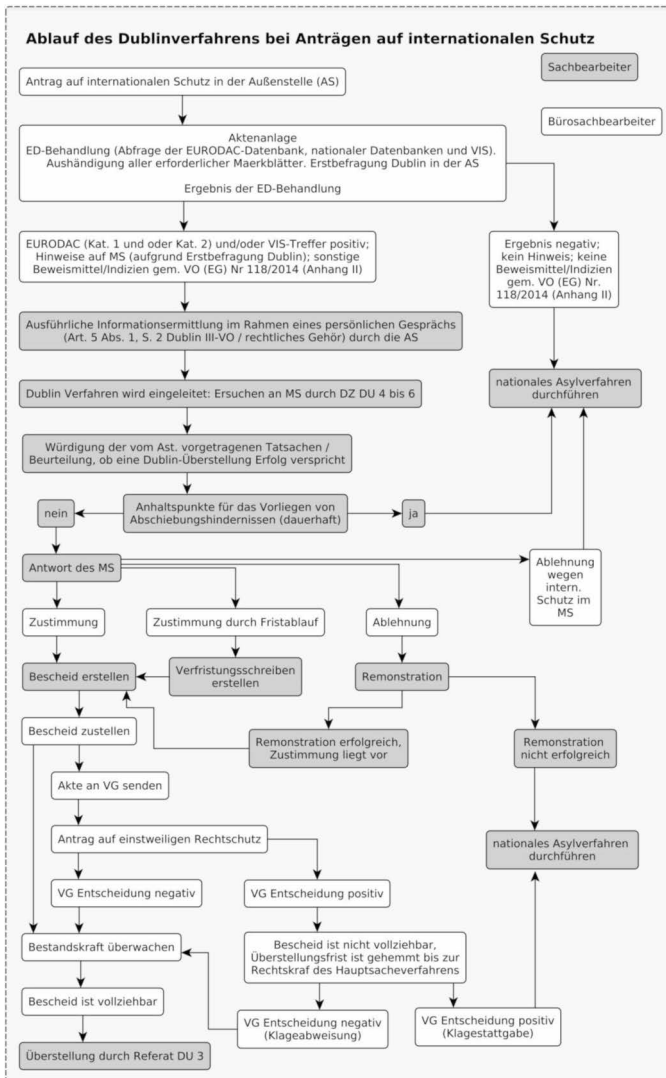 Ablauf des Dublinverfahrens bei Anträgen auf internationalen Schutz
Sachbearbeiter
Bürosachbearbeiter
Antrag auf internationalen Schutz in der Außenstelle (AS)
Aktenanlage
ED-Behandlung (Abfrage der EURODAC-Datenbank, nationaler Datenbanken und VIS).
Aushändigung aller erforderlicher Maerkblätter. Erstbefragung Dublin in der AS
Ergebnis der ED-Behandlung
EURODAC (Kat. 1 und oder Kat. 2) und/oder VIS-Treffer positiv;
Hinweise auf MS (aufgrund Erstbefragung Dublin); sonstige
Beweismittel/Indizien gem. VO (EG) Nr 118/2014 (Anhang II)
Ergebnis negativ;
kein Hinweis; keine
Beweismittel/Indizien
gem. VO (EG) Nr.
118/2014 (Anhang II)
Ausführliche Informationsermittlung im Rahmen eines persönlichen Gesprächs
(Art. 5 Abs. 1, S. 2 Dublin III-VO / rechtliches Gehör) durch die AS
Dublin Verfahren wird eingeleitet: Ersuchen an MS durch DZ DU 4 bis 6
nationales Asylverfahren
durchführen
Würdigung der vom Ast. vorgetragenen Tatsachen /
Beurteilung, ob eine Dublin-Überstellung Erfolg verspricht
nein
Anhaltspunkte für das Vorliegen von
Abschiebungshindernissen (dauerhaft)
ja
Antwort des MS
Ablehnung
wegen
intern.
Schutz im
MS
Zustimmung
Zustimmung durch Fristablauf
Ablehnung
Bescheid erstellen
Verfristungsschreiben
erstellen
Remonstration
Bescheid zustellen
Remonstration erfolgreich,
Zustimmung liegt vor
Remonstration
nicht erfolgreich
Akte an VG senden
Antrag auf einstweiligen Rechtschutz
nationales Asylverfahren
durchführen
VG Entscheidung negativ
VG Entscheidung positiv
Bestandskraft überwachen
Bescheid ist nicht vollziehbar,
Überstellungsfrist ist gehemmt bis zur
Rechtskraf des Hauptsacheverfahrens
Bescheid ist vollziehbar
VG Entscheidung negativ
(Klageabweisung)
VG Entscheidung positiv
(Klagestattgabe)
Überstellung durch Referat DU 3